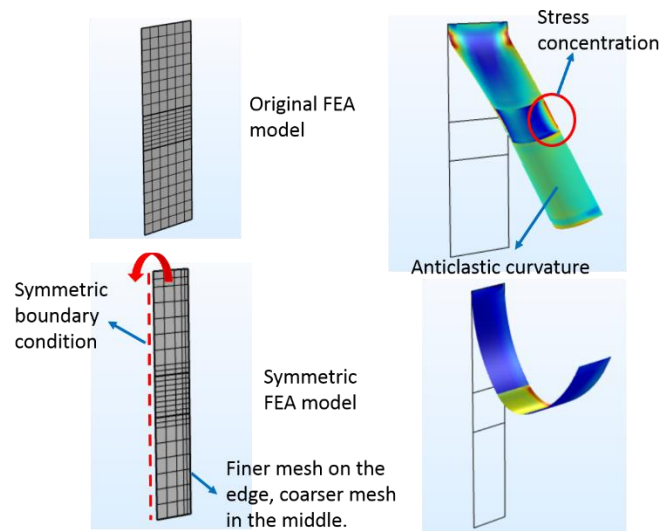 Stress
concentration
Original FEA
model
Anticlastic curvature
Symmetric
boundary
condition
Symmetric
FEA model
Finer mesh on the
edge, coarser mesh
in the middle.